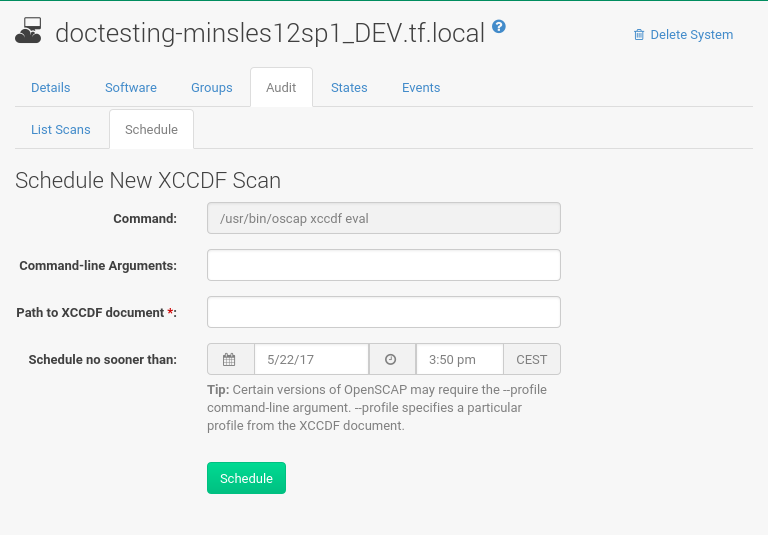 doctesting-minsles12sp1_DEV.tf.local ?
Delete System
Details Software Groups Audit States Events
List Scans Schedule
Schedule New XCCDF Scan
Command: /usr/bin/oscap xccdf eval
Command-line Arguments:
Path to XCCDF document *:
Schedule no sooner than: 5/22/17 3:50 pm CEST
Tip: Certain versions of OpenSCAP may require the --profile
command-line argument. --profile specifies a particular
profile from the XCCDF document.
Schedule